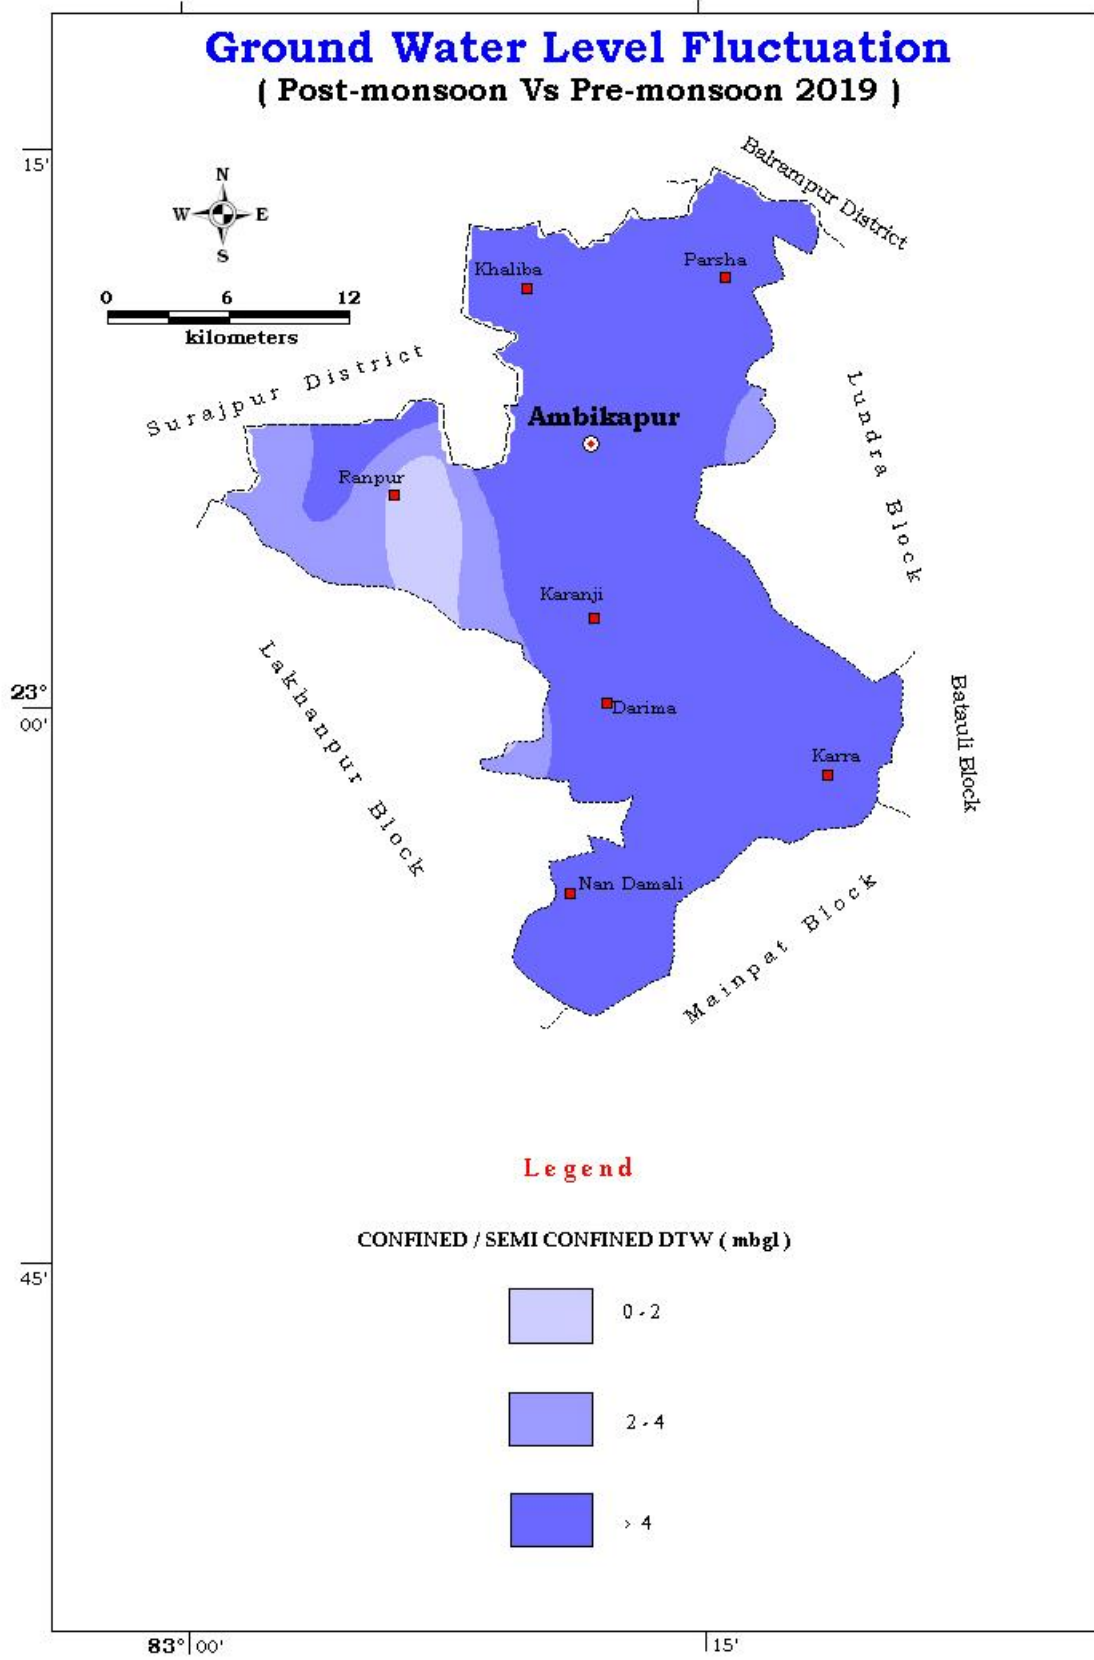 Ground Water Level Fluctuation
( Post-monsoon Vs Pre-monsoon 2019 )
15'
N
W E
S
Balrampur District
Khaliba
Parsha
0 6 12
kilometers
Surajpur District
Lundra Block
Ambikapur
Ranpur
Karanji
Lakhanpur Block
23°
00'
Darima
Batauli Block
Karra
Nan Damali
Mainpat Block
Legend
CONFINED / SEMI CONFINED DTW ( mbgl )
45'
0 - 2
2 - 4
> 4
83° 00'
15'